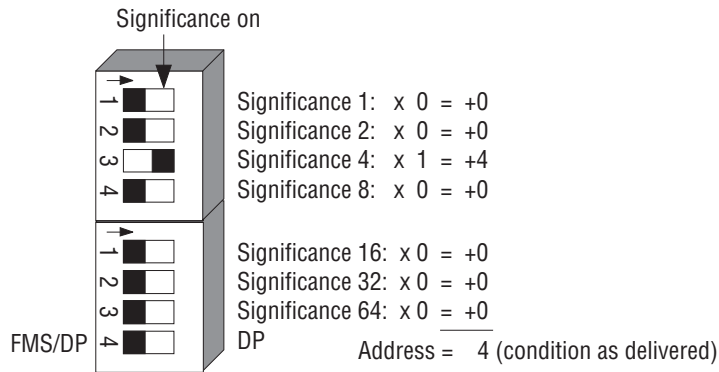 Significance on
1 Significance 1: x 0 = +0
2 Significance 2: x 0 = +0
3 Significance 4: x 1 = +4
4 Significance 8: x 0 = +0
1 Significance 16: x 0 = +0
2 Significance 32: x 0 = +0
3 Significance 64: x 0 = +0
FMS/DP 4 DP
Address = 4 (condition as delivered)